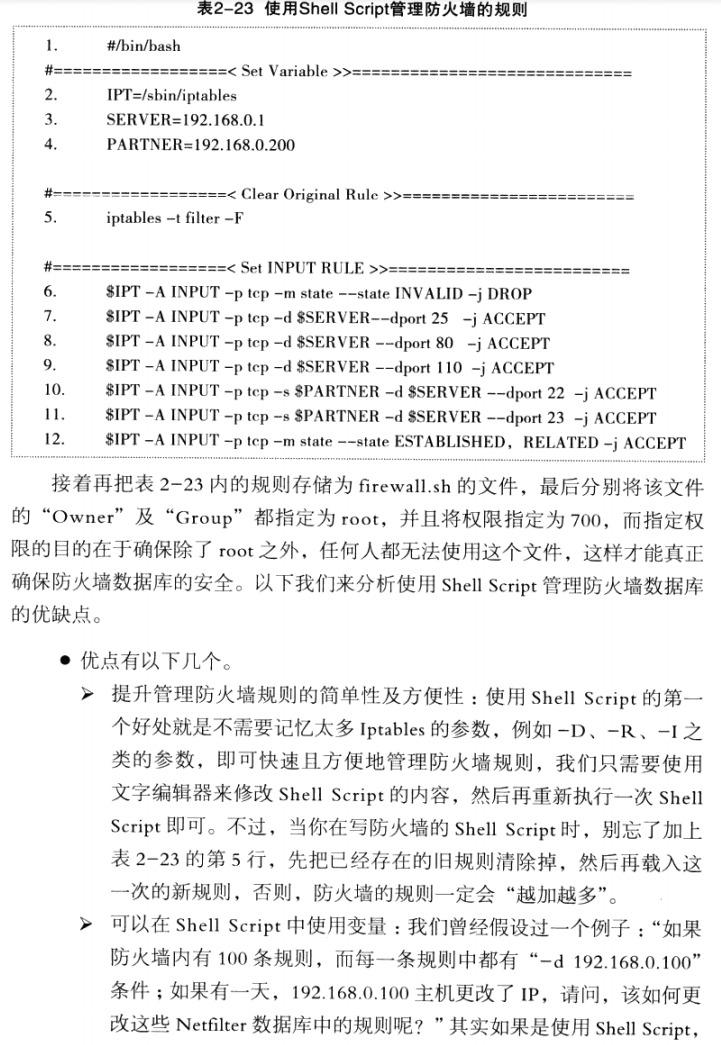 表2-23 使用Shell Script管理防火墙的规则
1. #/bin/bash
#==================< Set Variable >>=============================
2. IPT=/sbin/iptables
3. SERVER=192.168.0.1
4. PARTNER=192.168.0.200
#==================< Clear Original Rule >>========================
5. iptables -t filter -F
#==================< Set INPUT RULE >>=========================
6. $IPT -A INPUT -p tcp -m state --state INVALID -j DROP
7. $IPT -A INPUT -p tcp -d $SERVER--dport 25 -j ACCEPT
8. $IPT -A INPUT -p tcp -d $SERVER --dport 80 -j ACCEPT
9. $IPT -A INPUT -p tcp -d $SERVER --dport 110 -j ACCEPT
10. $IPT -A INPUT -p tcp -s $PARTNER -d $SERVER --dport 22 -j ACCEPT
11. $IPT -A INPUT -p tcp -s $PARTNER -d $SERVER --dport 23 -j ACCEPT
12. $IPT -A INPUT -p tcp -m state --state ESTABLISHED, RELATED -j ACCEPT
接着再把表 2-23 内的规则存储为 firewall.sh 的文件，最后分别将该文件
的“Owner”及“Group”都指定为 root，并且将权限指定为 700，而指定权
限的目的在于确保除了 root 之外，任何人都无法使用这个文件，这样才能真正
确保防火墙数据库的安全。以下我们来分析使用 Shell Script 管理防火墙数据库
的优缺点。
● 优点有以下几个。
➢ 提升管理防火墙规则的简单性及方便性：使用 Shell Script 的第一
个好处就是不需要记忆太多 Iptables 的参数，例如 -D、-R、-I 之
类的参数，即可快速且方便地管理防火墙规则，我们只需要使用
文字编辑器来修改 Shell Script 的内容，然后再重新执行一次 Shell
Script 即可。不过，当你在写防火墙的 Shell Script 时，别忘了加上
表 2-23 的第 5 行，先把已经存在的旧规则清除掉，然后再载入这
一次的新规则，否则，防火墙的规则一定会“越加越多”。
➢ 可以在 Shell Script 中使用变量：我们曾经假设过一个例子：“如果
防火墙内有 100 条规则，而每一条规则中都有“-d 192.168.0.100”
条件；如果有一天，192.168.0.100 主机更改了 IP，请问，该如何更
改这些 Netfilter 数据库中的规则呢？”其实如果是使用 Shell Script，